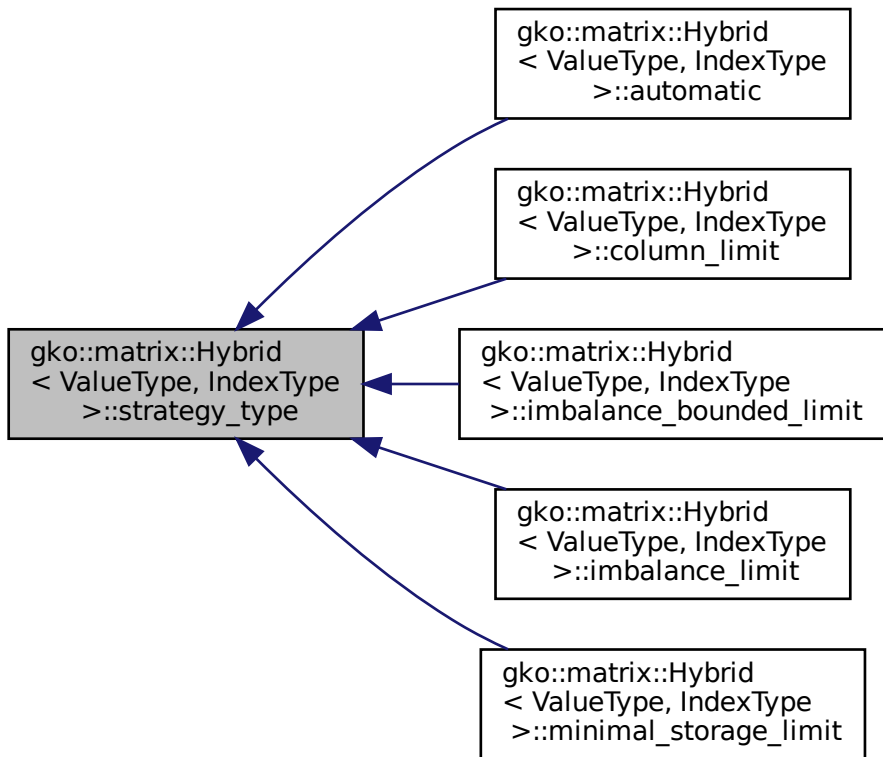 gko::matrix::Hybrid
< ValueType, IndexType
>::automatic
gko::matrix::Hybrid
< ValueType, IndexType
>::column_limit
gko::matrix::Hybrid
< ValueType, IndexType
>::strategy_type
gko::matrix::Hybrid
< ValueType, IndexType
>::imbalance_bounded_limit
gko::matrix::Hybrid
< ValueType, IndexType
>::imbalance_limit
gko::matrix::Hybrid
< ValueType, IndexType
>::minimal_storage_limit